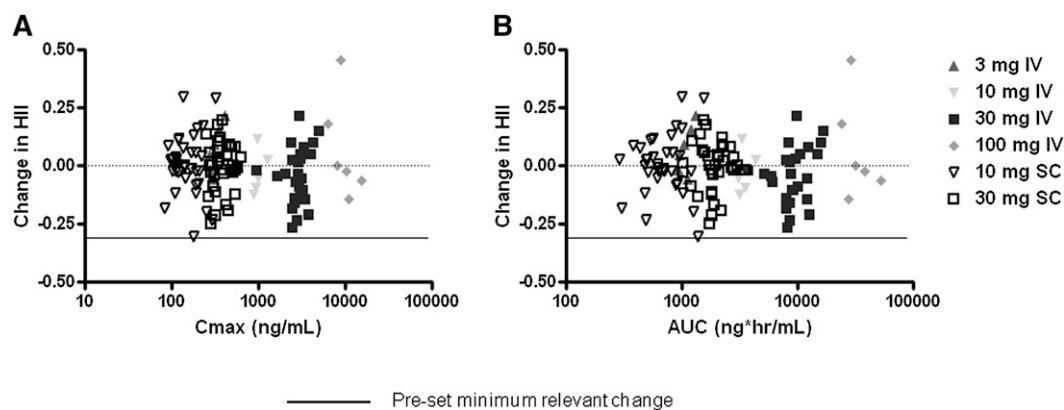 A
B
Change in HII
0.50
0.25
0.00
-0.25
-0.50
10
100
1000
10000
100000
Cmax (ng/mL)
Change in HII
0.50
0.25
0.00
-0.25
-0.50
100
1000
10000
100000
AUC (ng*hr/mL)
3 mg IV
10 mg IV
30 mg IV
100 mg IV
10 mg SC
30 mg SC
Pre-set minimum relevant change